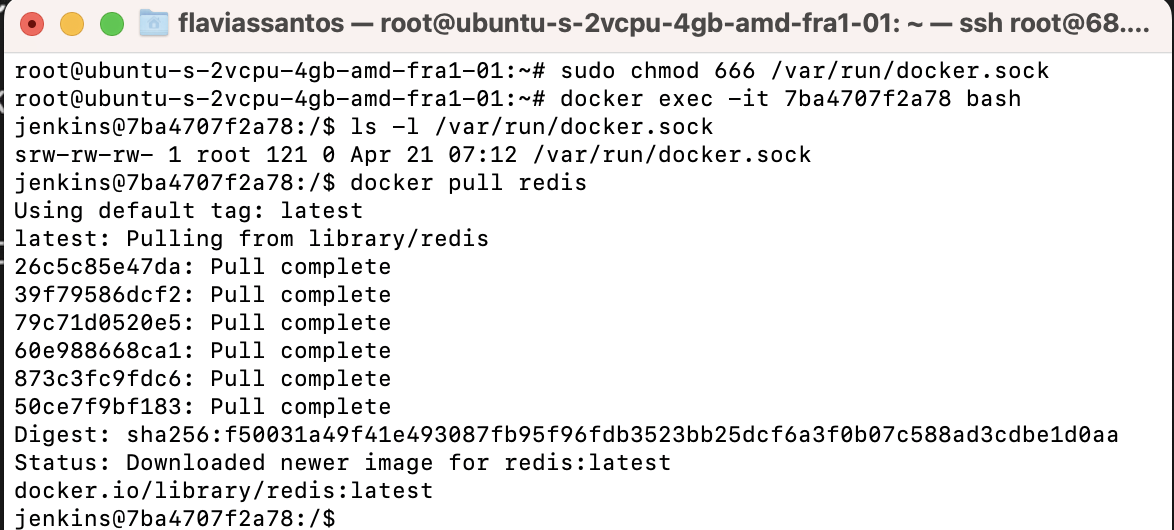 flaviassantos — root@ubuntu-s-2vcpu-4gb-amd-fra1-01: ~ — ssh root@68....
root@ubuntu-s-2vcpu-4gb-amd-fra1-01:~# sudo chmod 666 /var/run/docker.sock
root@ubuntu-s-2vcpu-4gb-amd-fra1-01:~# docker exec -it 7ba4707f2a78 bash
jenkins@7ba4707f2a78:/$ ls -l /var/run/docker.sock
srw-rw-rw- 1 root 121 0 Apr 21 07:12 /var/run/docker.sock
jenkins@7ba4707f2a78:/$ docker pull redis
Using default tag: latest
latest: Pulling from library/redis
26c5c85e47da: Pull complete
39f79586dcf2: Pull complete
79c71d0520e5: Pull complete
60e988668ca1: Pull complete
873c3fc9fdc6: Pull complete
50ce7f9bf183: Pull complete
Digest: sha256:f50031a49f41e493087fb95f96fdb3523bb25dcf6a3f0b07c588ad3cdbe1d0aa
Status: Downloaded newer image for redis:latest
docker.io/library/redis:latest
jenkins@7ba4707f2a78:/$